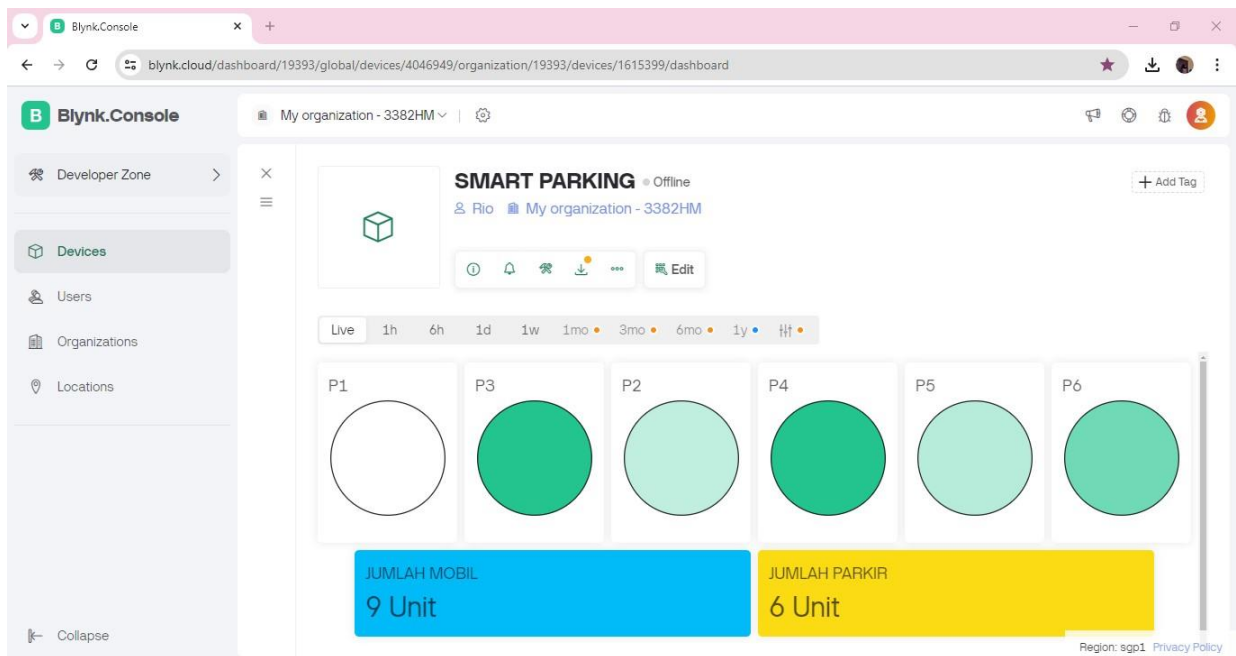 Blynk.Console
blynk.cloud/dashboard/19393/global/devices/4046949/organization/19393/devices/1615399/dashboard
B Blynk.Console
My organization - 3382HM
Developer Zone
Devices
Users
Organizations
Locations
Collapse
SMART PARKING Offline
Rio My organization - 3382HM
+ Add Tag
Edit
Live 1h 6h 1d 1w 1mo 3mo 6mo 1y
P1 P3 P2 P4 P5 P6
JUMLAH MOBIL
9 Unit
JUMLAH PARKIR
6 Unit
Region: sgp1 Privacy Policy